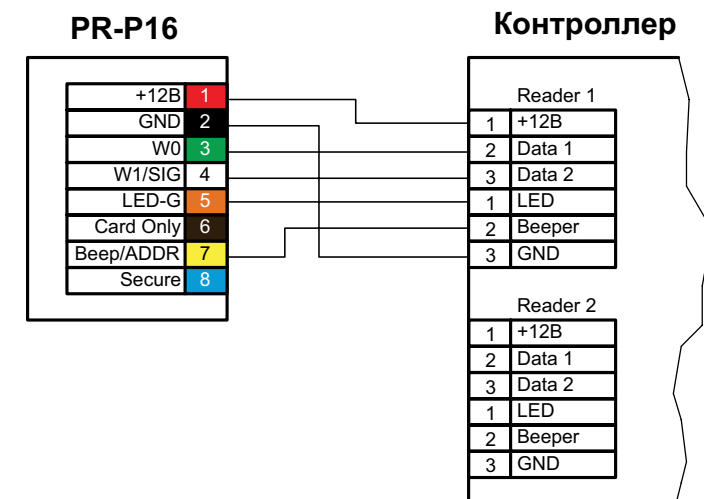 PR-P16
+12В 1
GND 2
W0 3
W1/SIG 4
LED-G 5
Card Only 6
Beep/ADDR 7
Secure 8
Контроллер
Reader 1
1 +12В
2 Data 1
3 Data 2
1 LED
2 Beeper
3 GND
Reader 2
1 +12В
2 Data 1
3 Data 2
1 LED
2 Beeper
3 GND